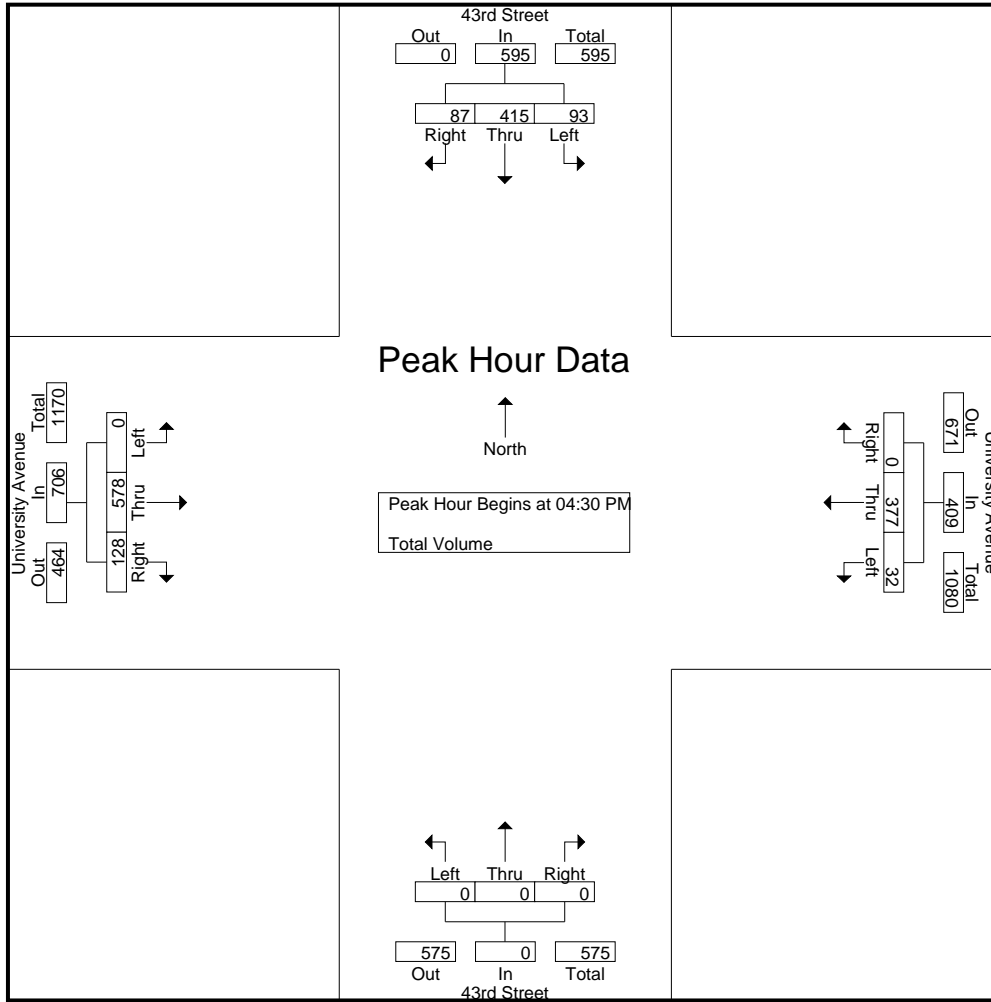 43rd Street
Out In Total
0 595 595
87 415 93
Right Thru Left
Peak Hour Data
North
Peak Hour Begins at 04:30 PM
Total Volume
University Avenue
Out In Total
464 706 1170
128 578 0
Right Thru Left
University Avenue
Out In Total
671 409 1080
0 377 32
Right Thru Left
Left Thru Right
0 0 0
575 0 575
Out In Total
43rd Street